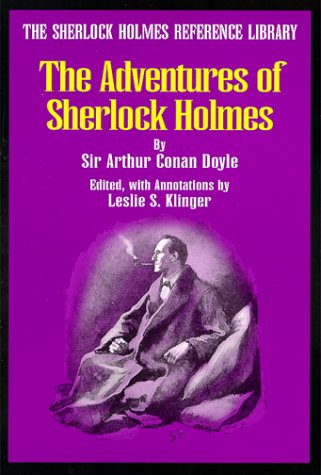 THE SHERLOCK HOLMES REFERENCE LIBRARY
The Adventures of
Sherlock Holmes
By
Sir Arthur Conan Doyle
Edited, with Annotations by
Leslie S. Klinger